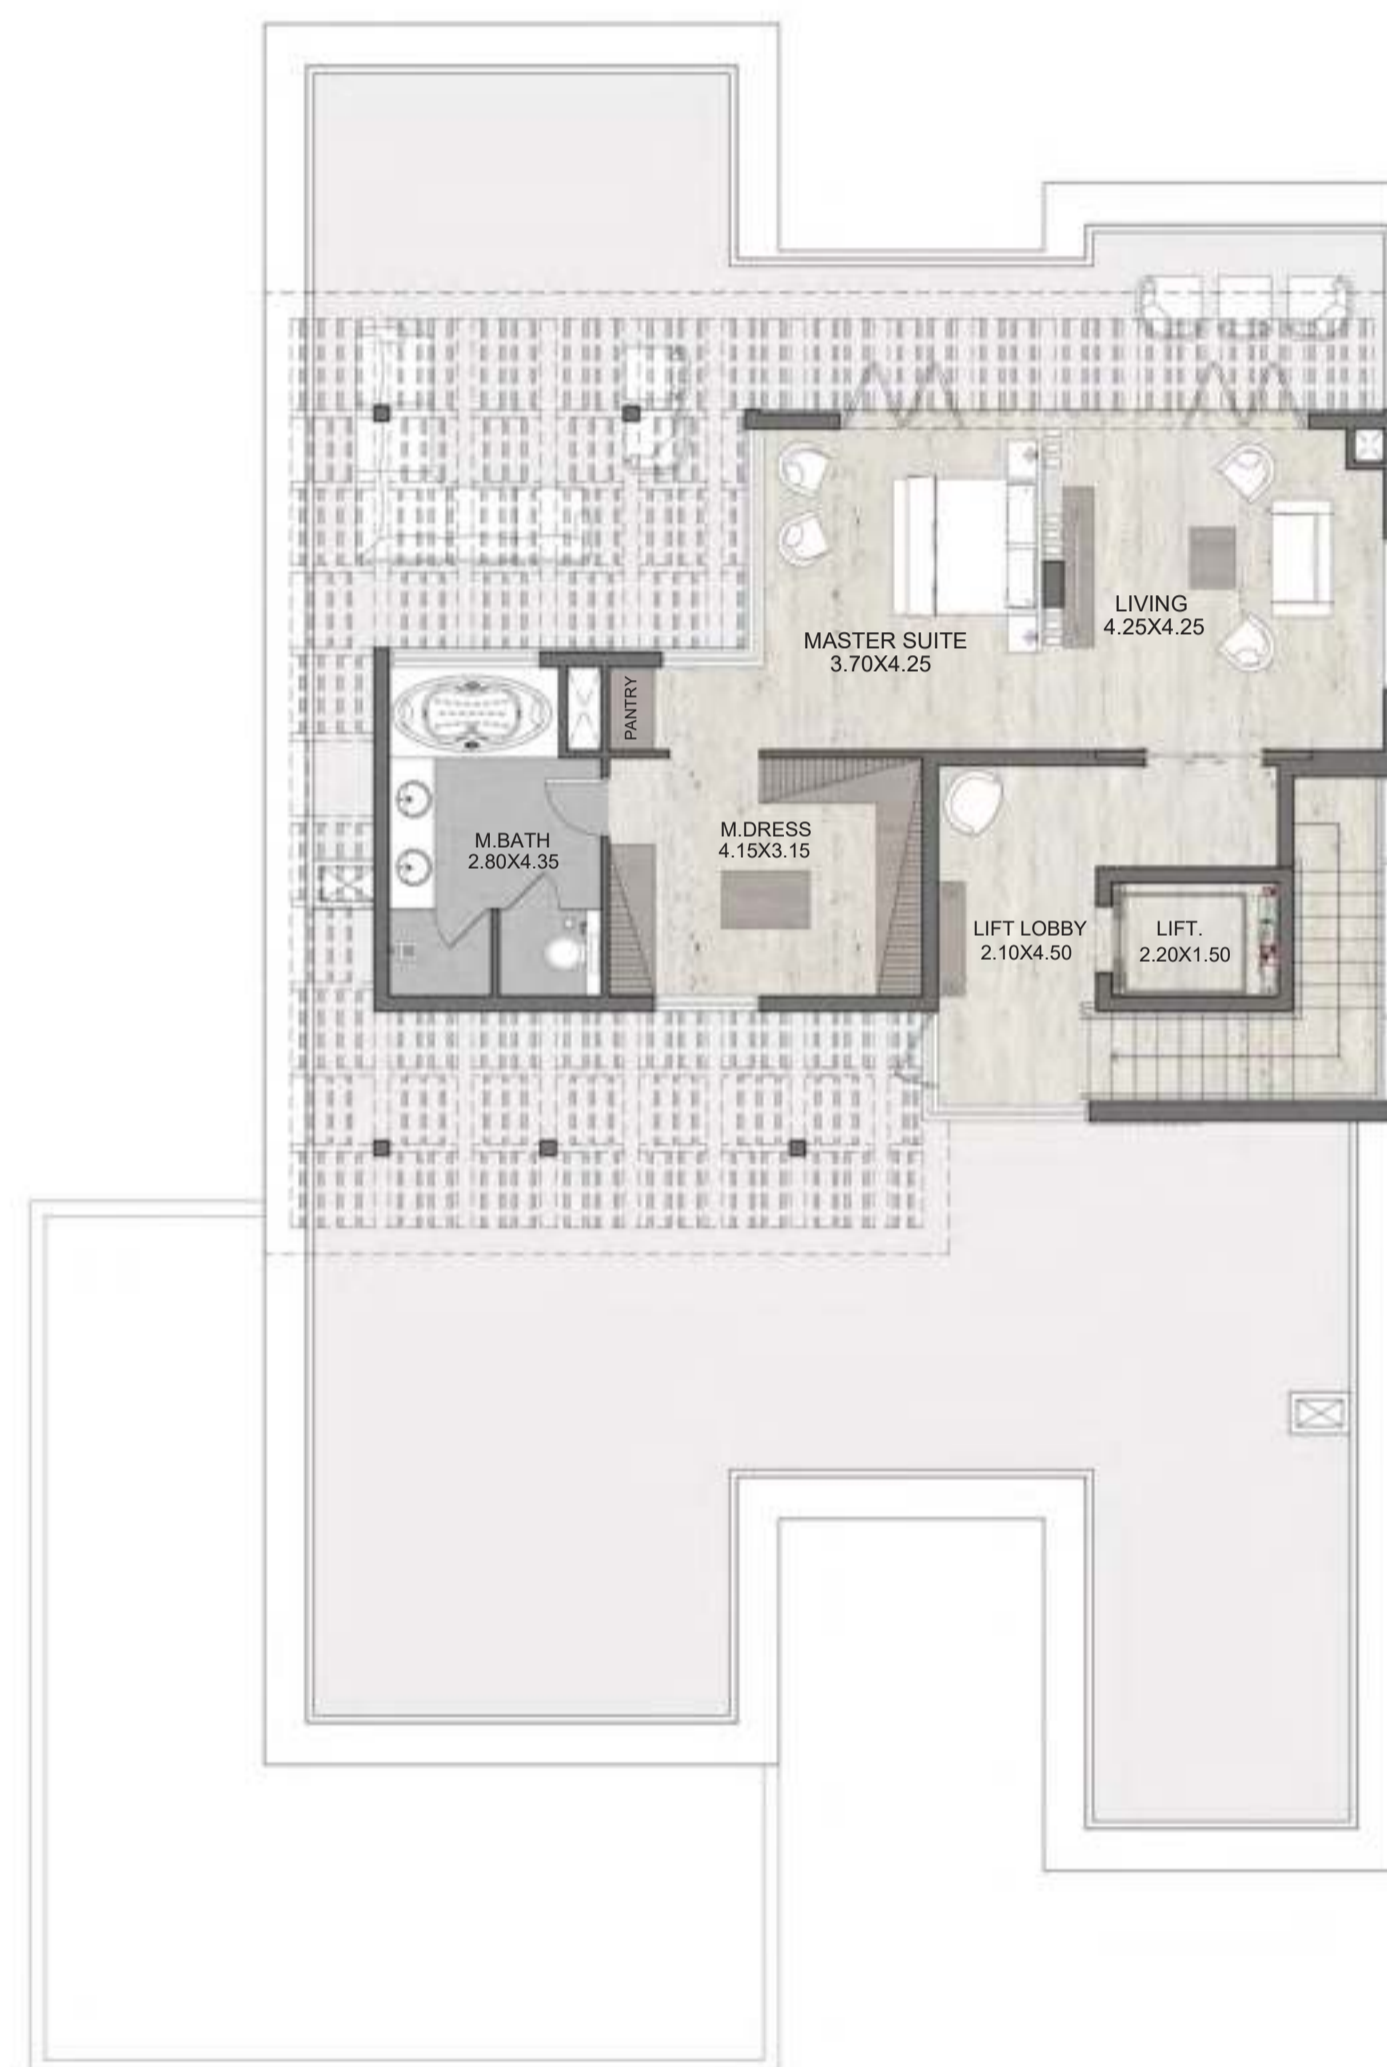 LIVING
4.25X4.25
MASTER SUITE
3.70X4.25
PANTRY
M.BATH
2.80X4.35
M.DRESS
4.15X3.15
LIFT LOBBY
2.10X4.50
LIFT.
2.20X1.50